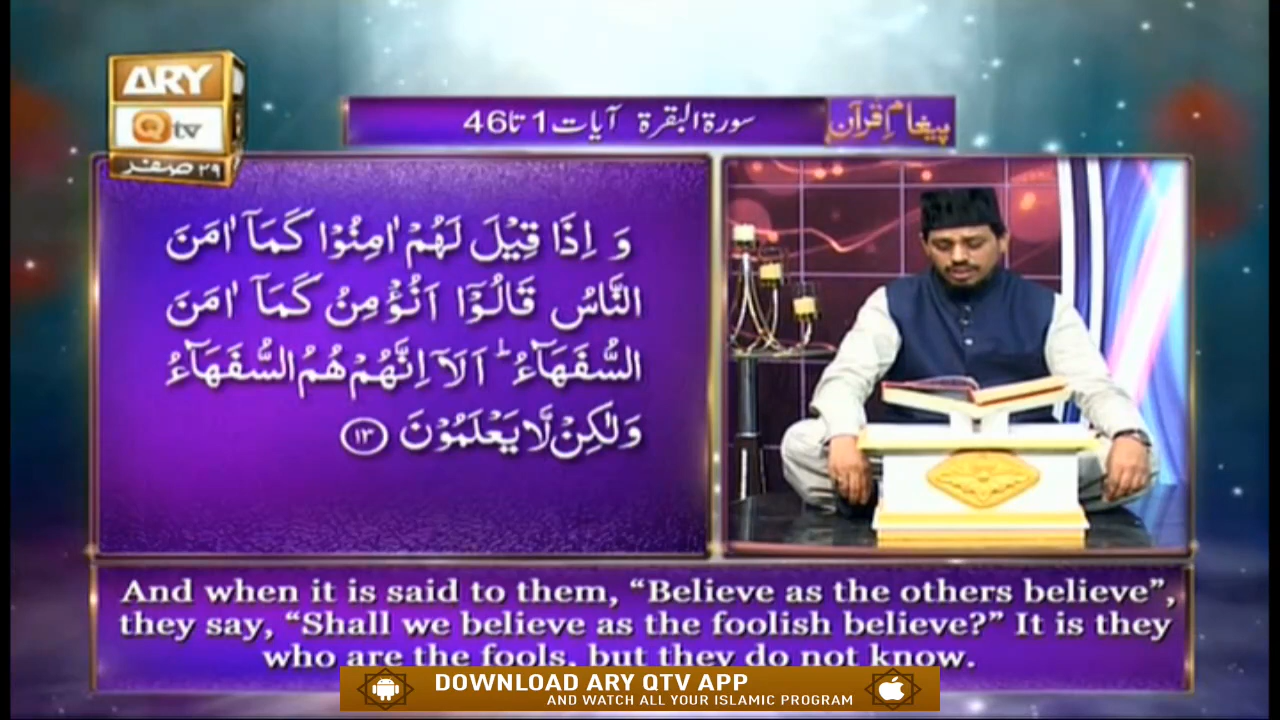 ARY
Qtv
۲۹ صفر
پیغامِ قرآن
سورۃ البقرۃ آیات 1 تا 46
وَ اِذَا قِیْلَ لَهُمْ اٰمِنُوْا كَمَاۤ اٰمَنَ
النَّاسُ قَالُوْۤا اَنُؤْمِنُ كَمَاۤ اٰمَنَ
السُّفَهَآءُ ؕ اَلَاۤ اِنَّهُمْ هُمُ السُّفَهَآءُ
وَلٰكِنْ لَّا یَعْلَمُوْنَ ﴿۱۳﴾
And when it is said to them, “Believe as the others believe”,
they say, “Shall we believe as the foolish believe?” It is they
who are the fools, but they do not know.
DOWNLOAD ARY QTV APP
AND WATCH ALL YOUR ISLAMIC PROGRAM